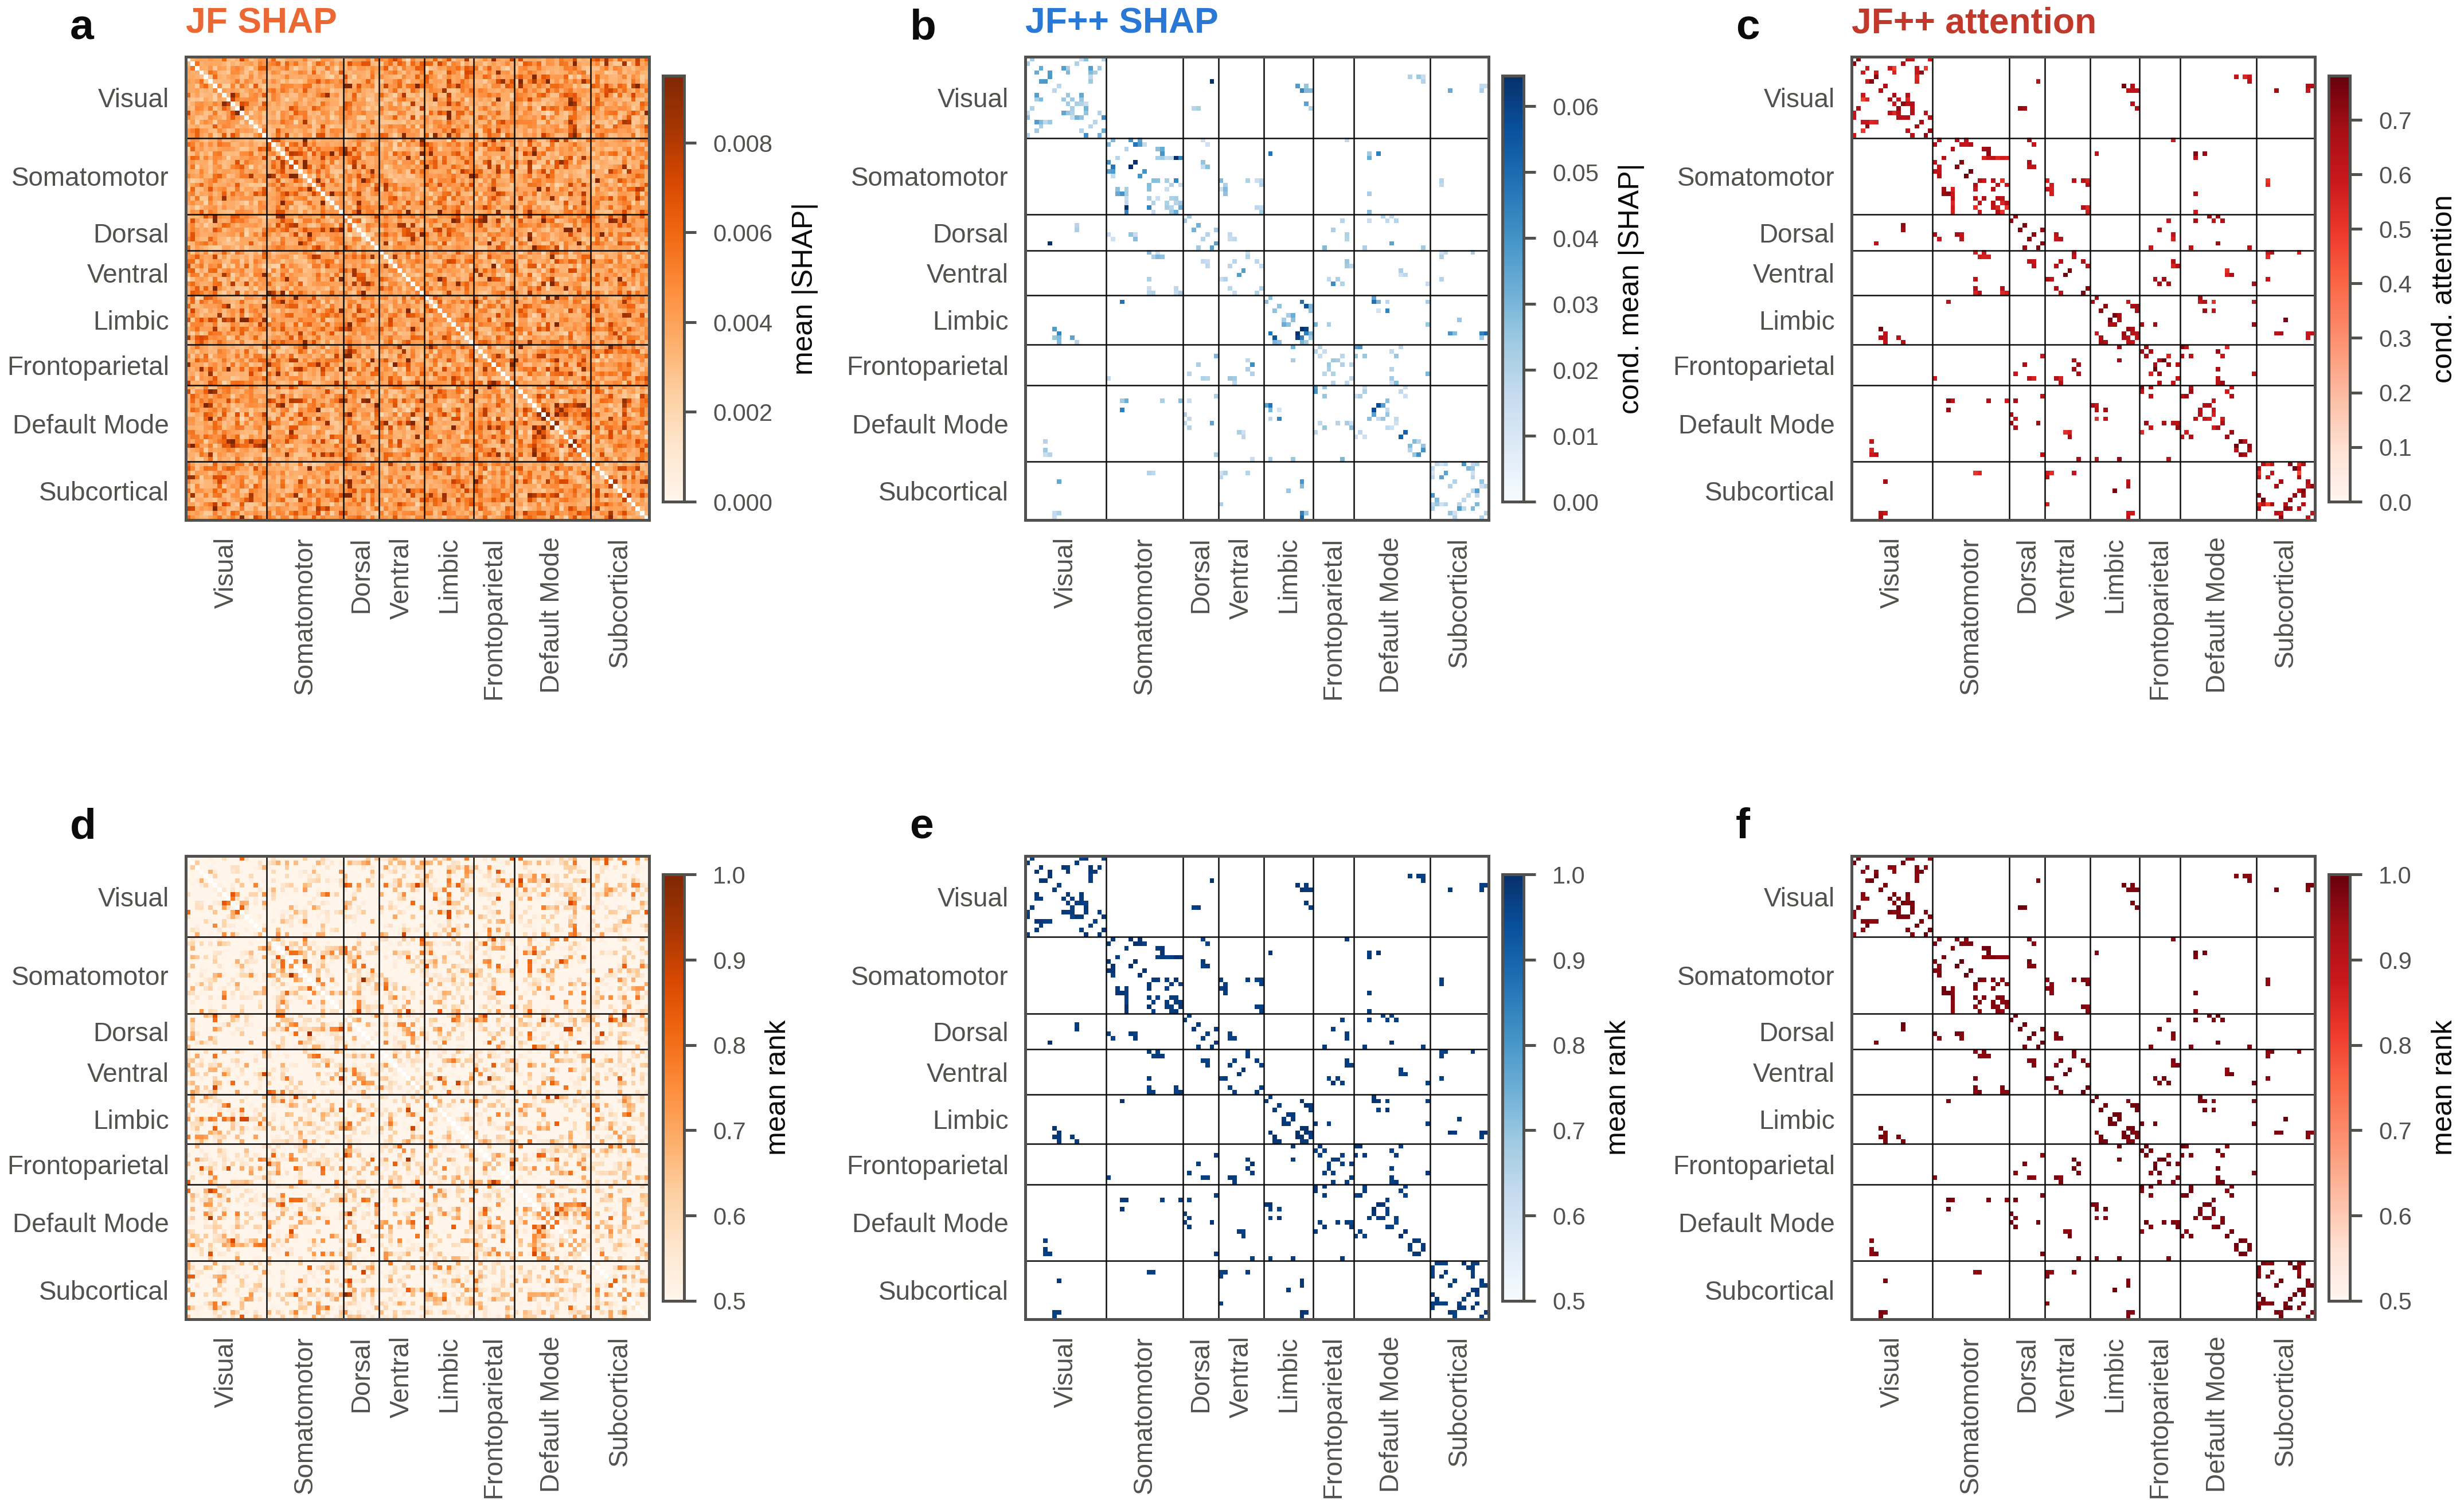 a JF SHAP
Visual
Somatomotor
Dorsal
Ventral
Limbic
Frontoparietal
Default Mode
Subcortical
0.008
0.006
0.004
0.002
0.000
mean |SHAP|
Visual
Somatomotor
Dorsal
Ventral
Limbic
Frontoparietal
Default Mode
Subcortical
b JF++ SHAP
Visual
Somatomotor
Dorsal
Ventral
Limbic
Frontoparietal
Default Mode
Subcortical
0.06
0.05
0.04
0.03
0.02
0.01
0.00
cond. mean |SHAP|
Visual
Somatomotor
Dorsal
Ventral
Limbic
Frontoparietal
Default Mode
Subcortical
c JF++ attention
Visual
Somatomotor
Dorsal
Ventral
Limbic
Frontoparietal
Default Mode
Subcortical
0.7
0.6
0.5
0.4
0.3
0.2
0.1
0.0
cond. attention
Visual
Somatomotor
Dorsal
Ventral
Limbic
Frontoparietal
Default Mode
Subcortical
d
Visual
Somatomotor
Dorsal
Ventral
Limbic
Frontoparietal
Default Mode
Subcortical
1.0
0.9
0.8
0.7
0.6
0.5
mean rank
Visual
Somatomotor
Dorsal
Ventral
Limbic
Frontoparietal
Default Mode
Subcortical
e
Visual
Somatomotor
Dorsal
Ventral
Limbic
Frontoparietal
Default Mode
Subcortical
1.0
0.9
0.8
0.7
0.6
0.5
mean rank
Visual
Somatomotor
Dorsal
Ventral
Limbic
Frontoparietal
Default Mode
Subcortical
f
Visual
Somatomotor
Dorsal
Ventral
Limbic
Frontoparietal
Default Mode
Subcortical
1.0
0.9
0.8
0.7
0.6
0.5
mean rank
Visual
Somatomotor
Dorsal
Ventral
Limbic
Frontoparietal
Default Mode
Subcortical